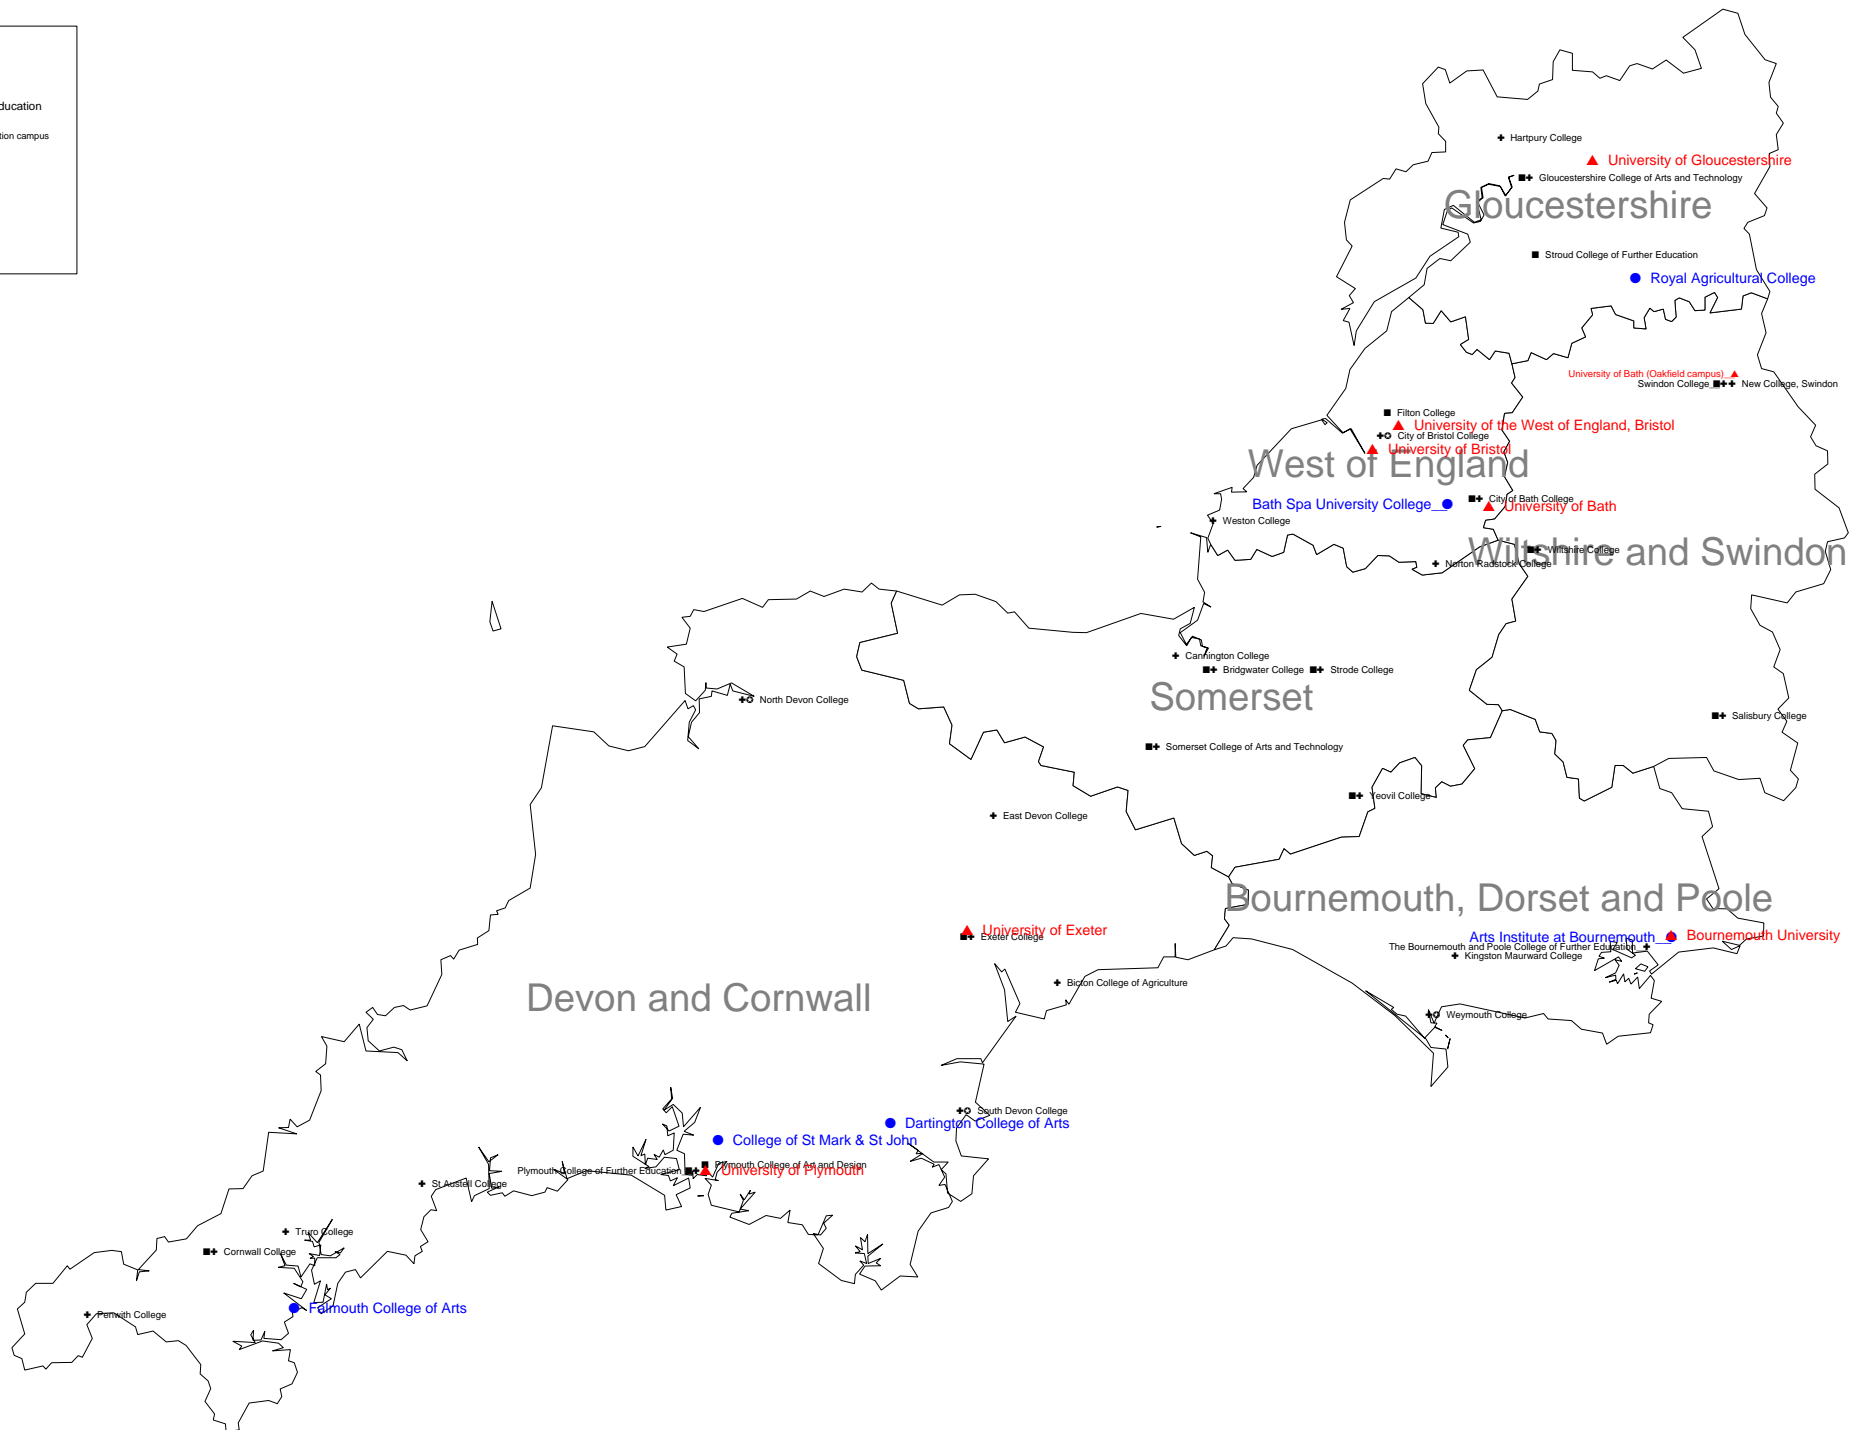 ducation
tion campus
Hartpury College
University of Gloucestershire
Gloucestershire College of Arts and Technology
Gloucestershire
Stroud College of Further Education
Royal Agricultural College
University of Bath (Oakfield campus)
Swindon College
New College, Swindon
Filton College
University of the West of England, Bristol
City of Bristol College
University of Bristol
West of England
City of Bath College
Bath Spa University College
University of Bath
Weston College
Wiltshire College
Wiltshire and Swindon
Norton Radstock College
Cannington College
Bridgwater College
Strode College
North Devon College
Somerset
Salisbury College
Somerset College of Arts and Technology
Yeovil College
East Devon College
Bournemouth, Dorset and Poole
University of Exeter
Exeter College
Arts Institute at Bournemouth
Bournemouth University
The Bournemouth and Poole College of Further Education
Kingston Maurward College
Bicton College of Agriculture
Devon and Cornwall
Weymouth College
South Devon College
Dartington College of Arts
College of St Mark & St John
Plymouth College of Art and Design
Plymouth College of Further Education
University of Plymouth
St Austell College
Truro College
Cornwall College
Falmouth College of Arts
Penwith College